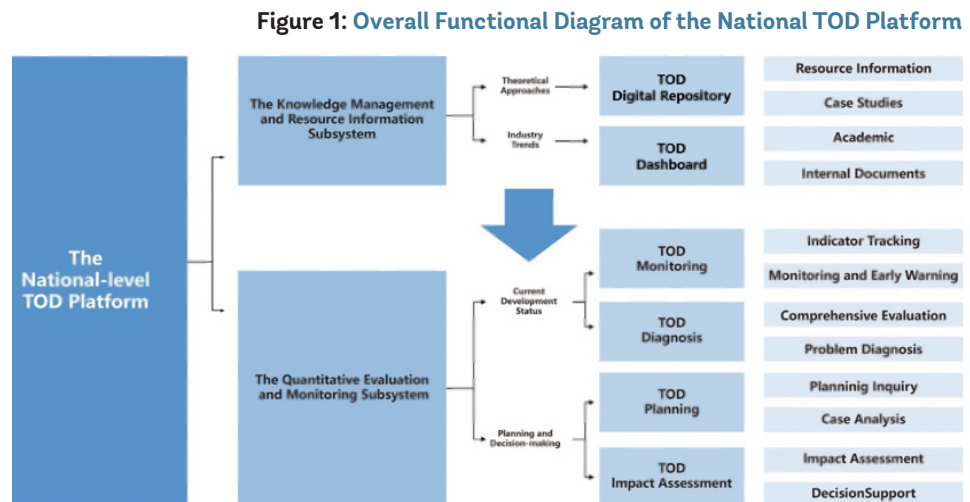 Figure 1: Overall Functional Diagram of the National TOD Platform
The
National-level
TOD Platform
The Knowledge Management
and Resource Information
Subsystem
Theoretical
Approaches
Industry
Trends
TOD
Digital Repository
TOD
Dashboard
Resource Information
Case Studies
Academic
Internal Documents
The Quantitative Evaluation
and Monitoring Subsystem
Current
Development
Status
Planning and
Decision-making
TOD
Monitoring
TOD
Diagnosis
TOD
Planning
TOD
Impact Assessment
Indicator Tracking
Monitoring and Early Warning
Comprehensive Evaluation
Problem Diagnosis
Planninig Inquiry
Case Analysis
Impact Assessment
DecisionSupport